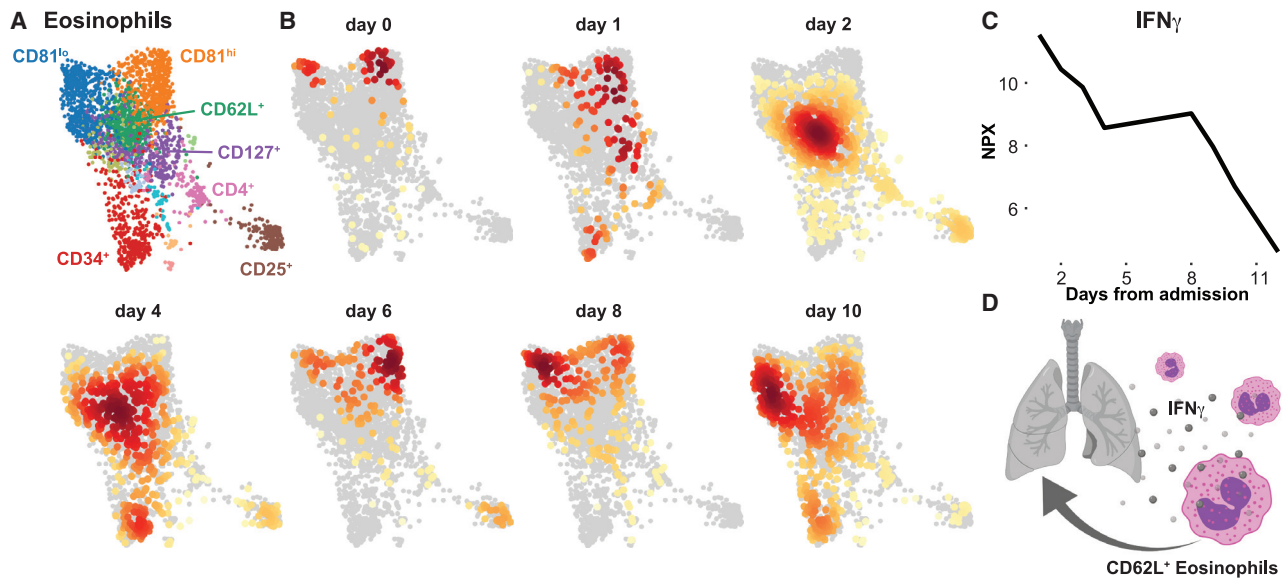 A Eosinophils
CD81lo
CD81hi
CD62L+
CD127+
CD4+
CD34+
CD25+
B
day 0
day 1
day 2
day 4
day 6
day 8
day 10
C IFNγ
NPX
10
8
6
2 5 8 11
Days from admission
D
IFNγ
CD62L+ Eosinophils